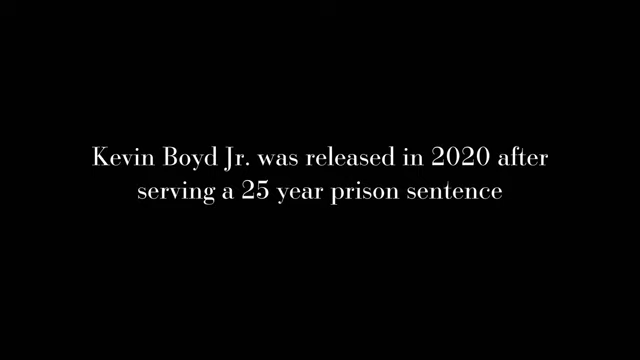 Kevin Boyd Jr. was released in 2020 after
serving a 25 year prison sentence